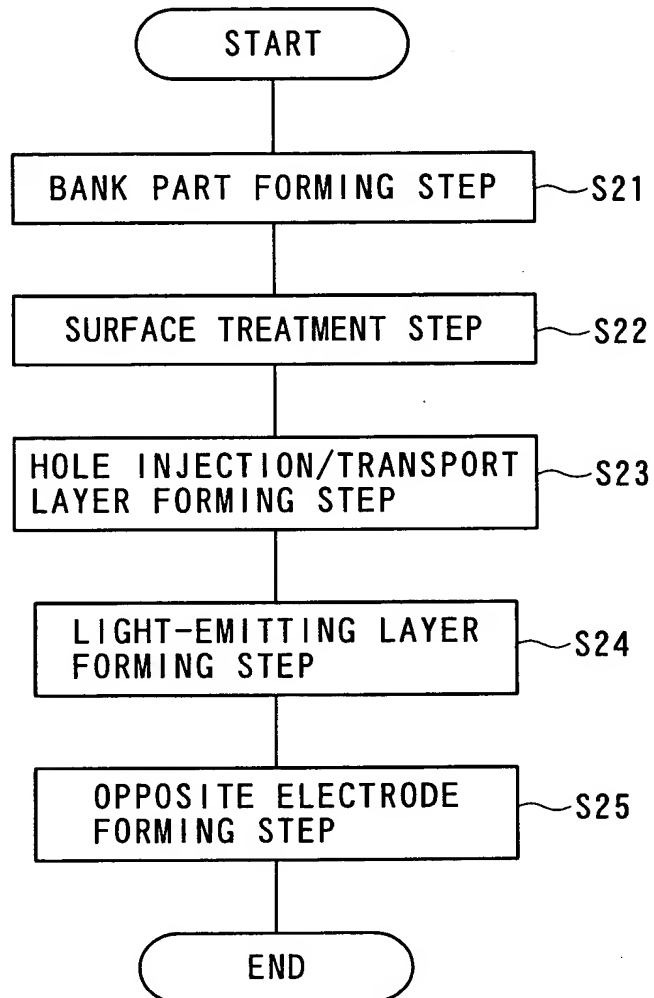 START
BANK PART FORMING STEP
S21
SURFACE TREATMENT STEP
S22
HOLE INJECTION/TRANSPORT
LAYER FORMING STEP
S23
LIGHT-EMITTING LAYER
FORMING STEP
S24
OPPOSITE ELECTRODE
FORMING STEP
S25
END